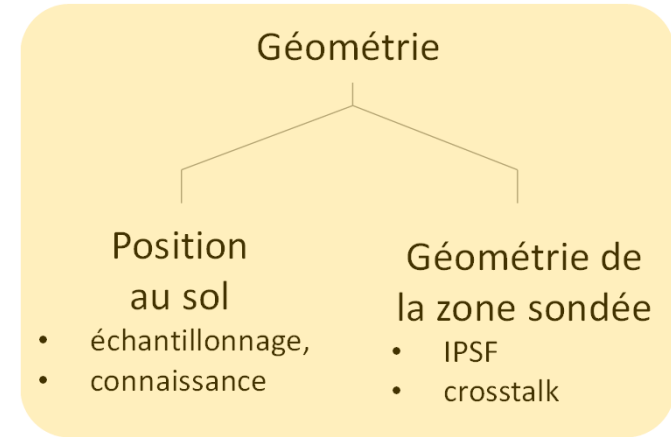 Géométrie
Position
au sol
• échantillonnage,
• connaissance
Géométrie de
la zone sondée
• IPSF
• crosstalk